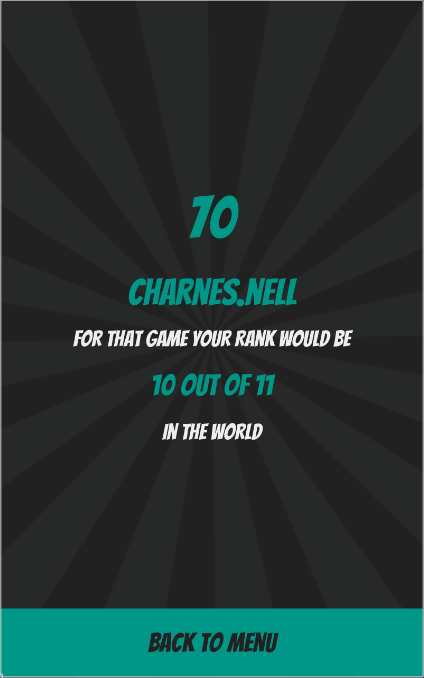 70
CHARNES.NELL
FOR THAT GAME YOUR RANK WOULD BE
10 OUT OF 11
IN THE WORLD
BACK TO MENU